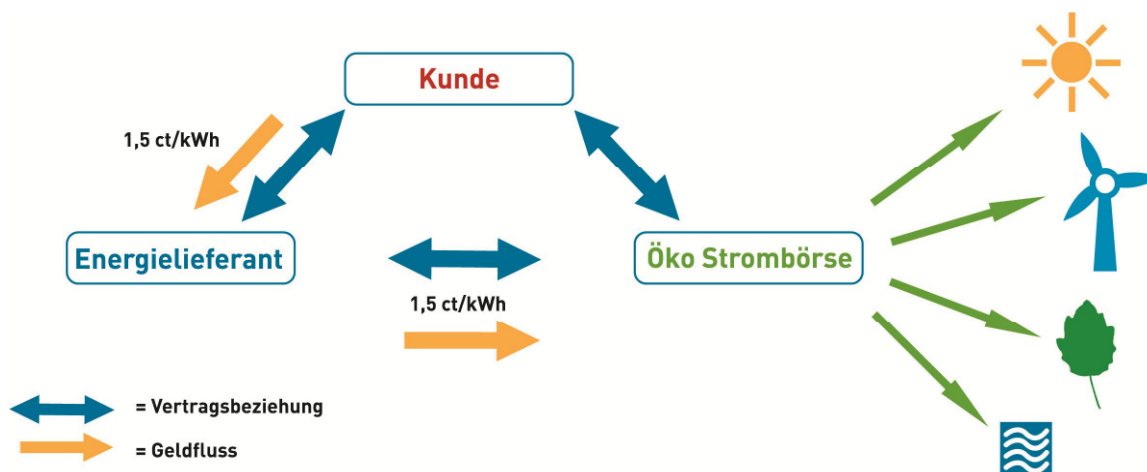 Kunde
1,5 ct/kWh
Energielieferant
Öko Strombörse
1,5 ct/kWh
= Vertragsbeziehung
= Geldfluss